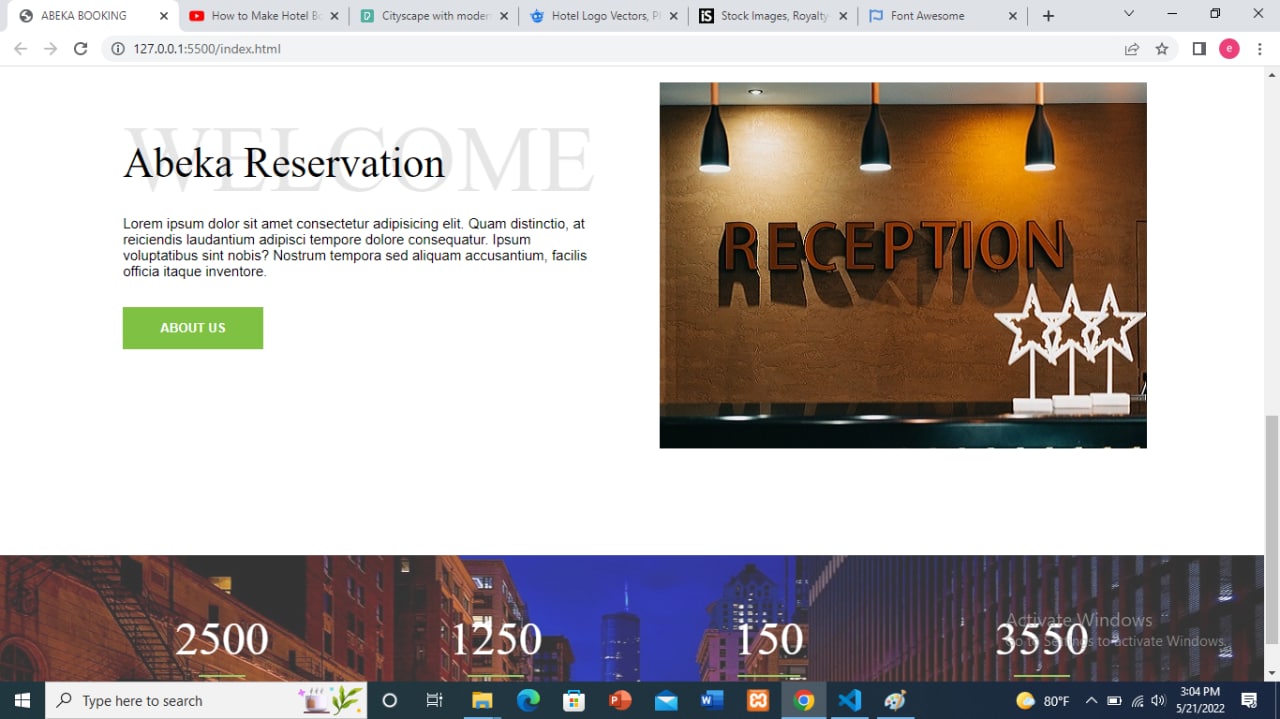 ABEKA BOOKING
How to Make Hotel Bo
Cityscape with modern
Hotel Logo Vectors, Ph
iS Stock Images, Royalty
Font Awesome
127.0.0.1:5500/index.html
e
WELCOME
Abeka Reservation
Lorem ipsum dolor sit amet consectetur adipisicing elit. Quam distinctio, at
reiciendis laudantium adipisci tempore dolore consequatur. Ipsum
voluptatibus sint nobis? Nostrum tempora sed aliquam accusantium, facilis
officia itaque inventore.
ABOUT US
RECEPTION
2500
1250
150
3550
Activate Windows
Go to Settings to activate Windows.
Type here to search
80°F
3:04 PM
5/21/2022